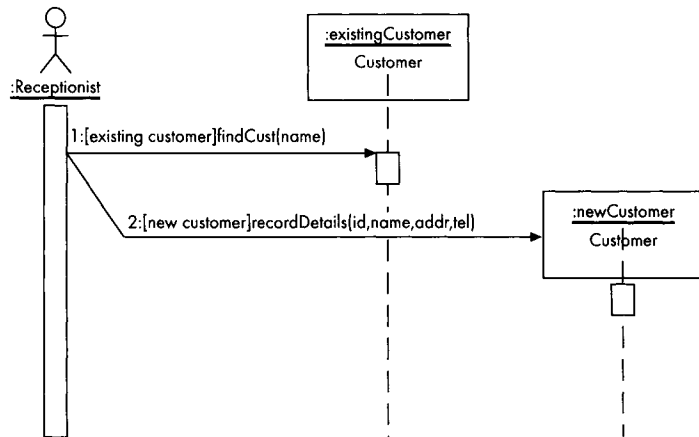 :existingCustomer
Customer
:Receptionist
1:[existing customer]findCust(name)
2:[new customer]recordDetails(id,name,addr,tel)
:newCustomer
Customer